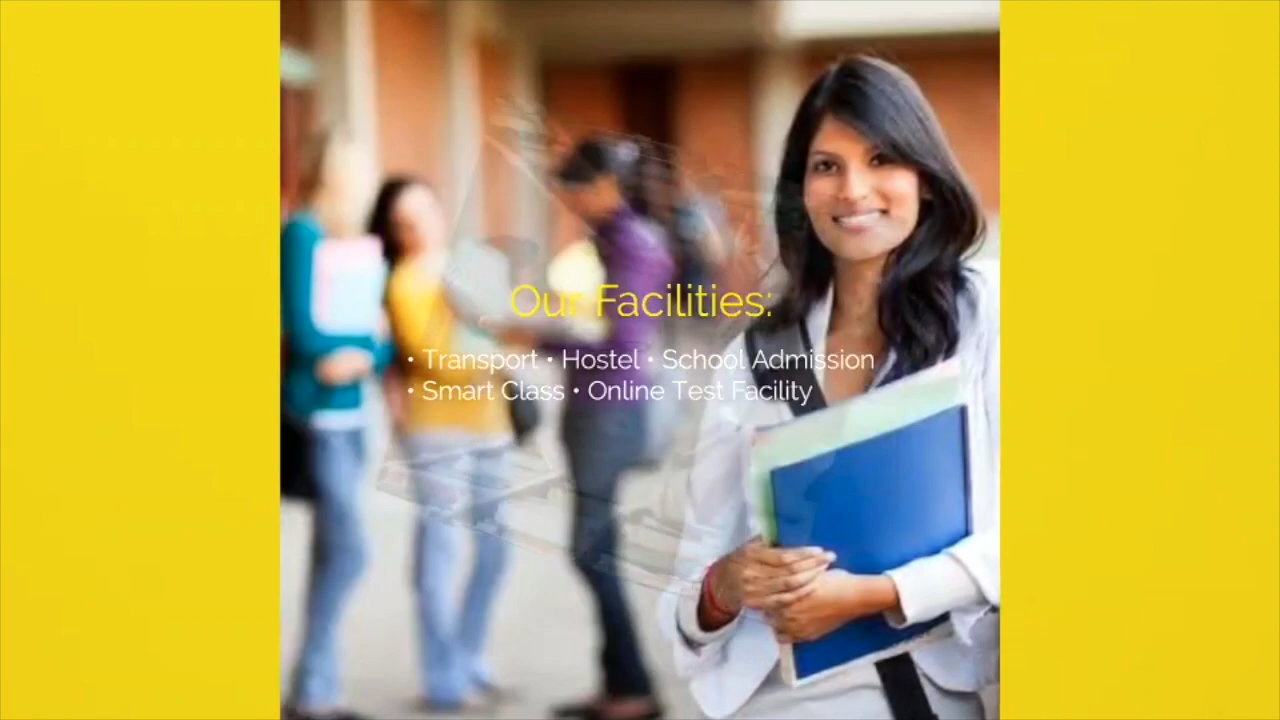 Our Facilities:
• Transport • Hostel • School Admission
• Smart Class • Online Test Facility